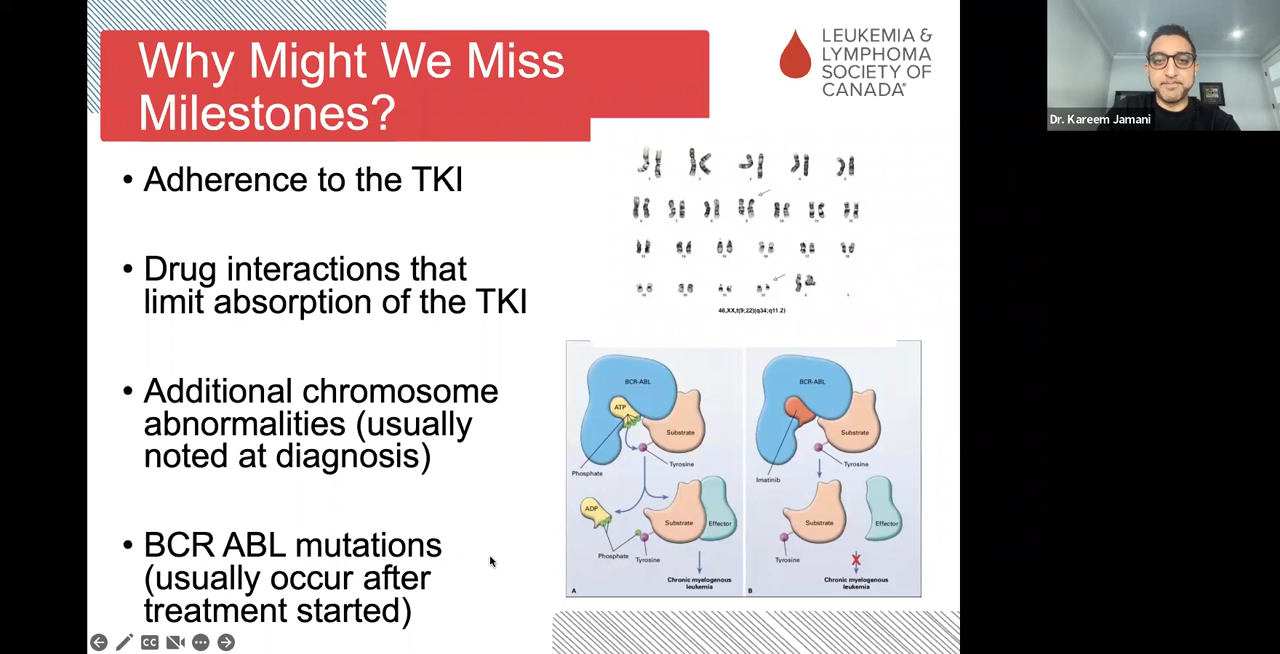 Why Might We Miss
Milestones?
LEUKEMIA &
LYMPHOMA
SOCIETY OF
CANADA®
Dr. Kareem Jamani
• Adherence to the TKI
• Drug interactions that
limit absorption of the TKI
• Additional chromosome
abnormalities (usually
noted at diagnosis)
• BCR ABL mutations
(usually occur after
treatment started)
46,XX,t(9;22)(q34;q11.2)
BCR-ABL
ATP
Substrate
Phosphate
Tyrosine
ADP
Substrate
Effector
Phosphate
Tyrosine
Chronic myelogenous
leukemia
A
BCR-ABL
Substrate
Tyrosine
Imatinib
Substrate
Effector
Tyrosine
Chronic myelogenous
leukemia
B
CC